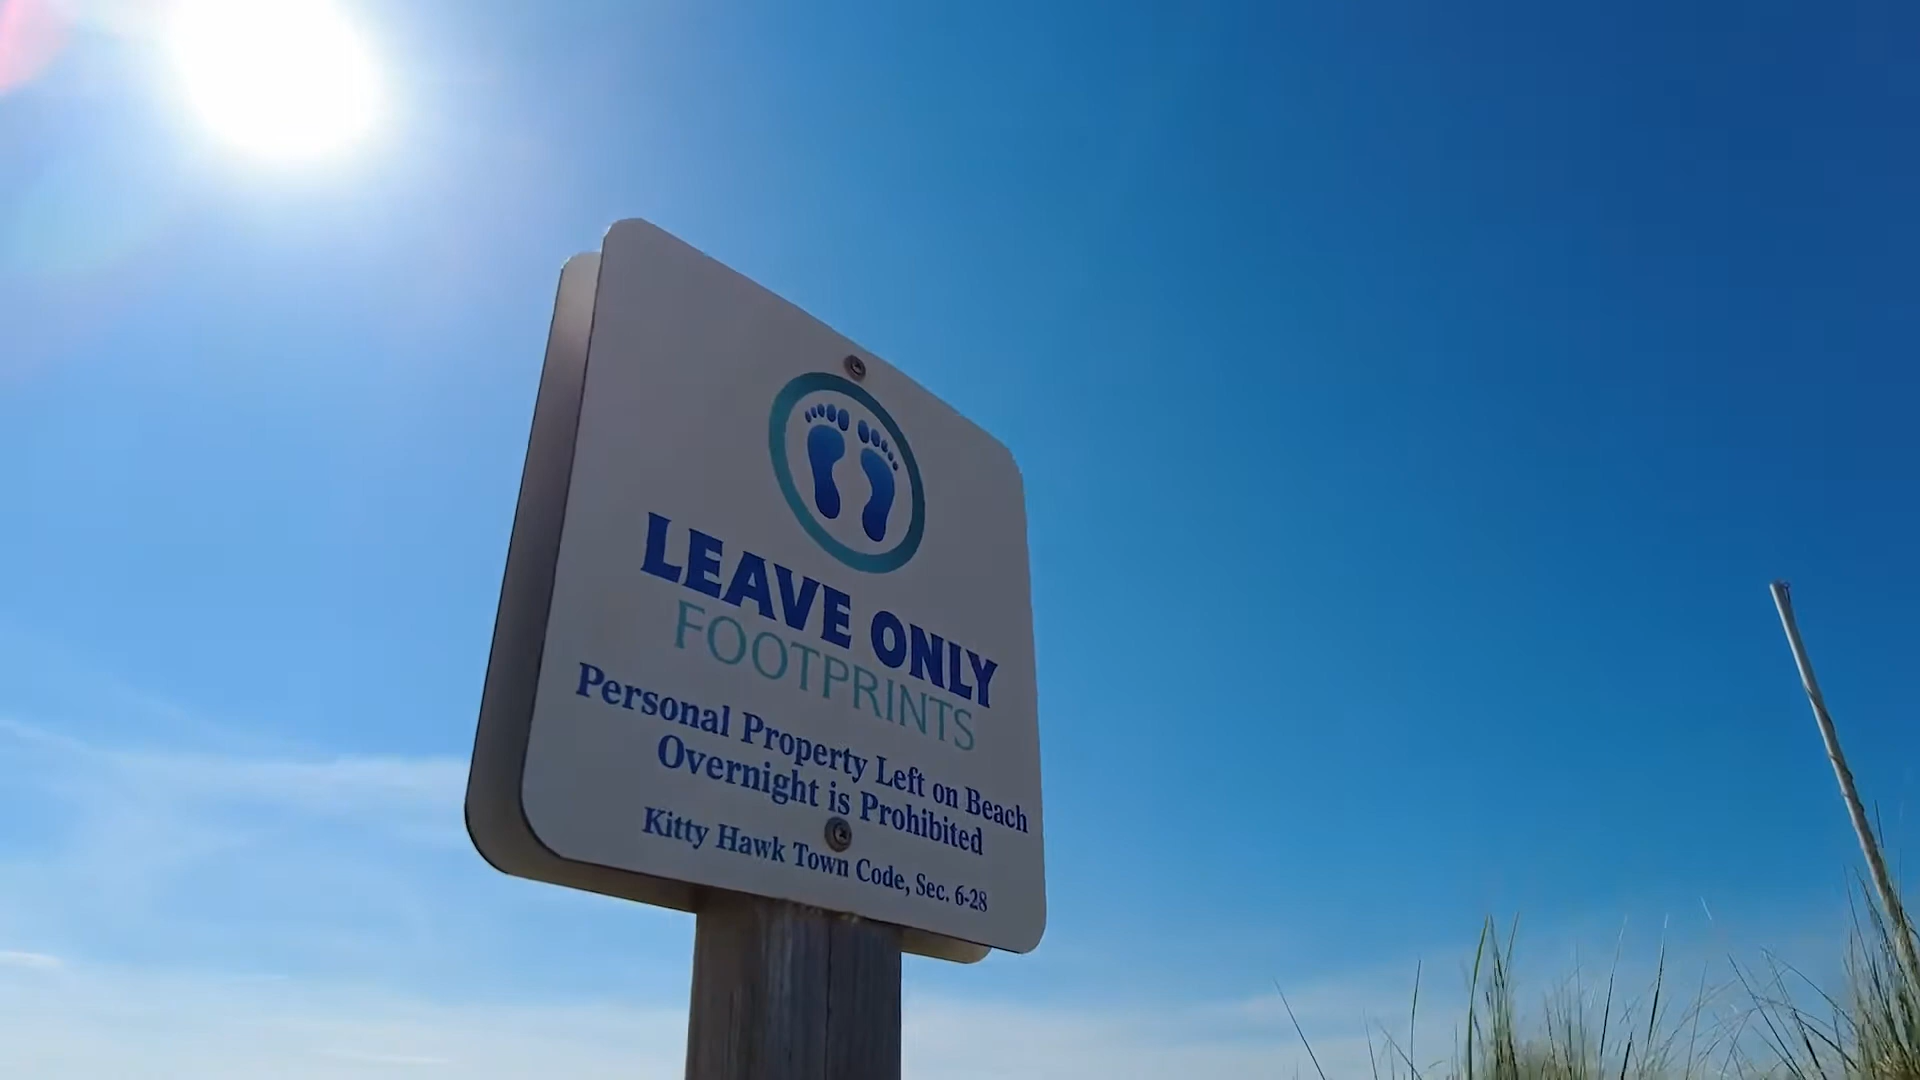 LEAVE ONLY
FOOTPRINTS
Personal Property Left on Beach
Overnight is Prohibited
Kitty Hawk Town Code, Sec. 6-28